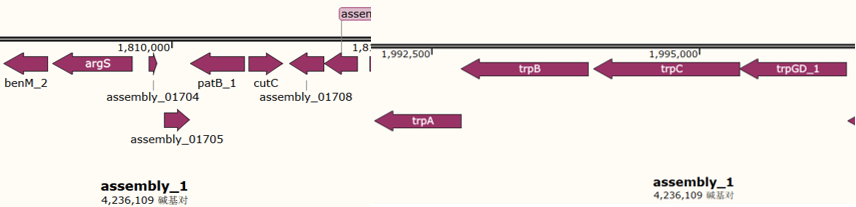 assen
1,810,000
1,8
argS
benM_2
patB_1
cutC
assembly_01704
assembly_01708
assembly_01705
assembly_1
4,236,109 碱基对
1,992,500
1,995,000
trpB
trpC
trpGD_1
trpA
assembly_1
4,236,109 碱基对